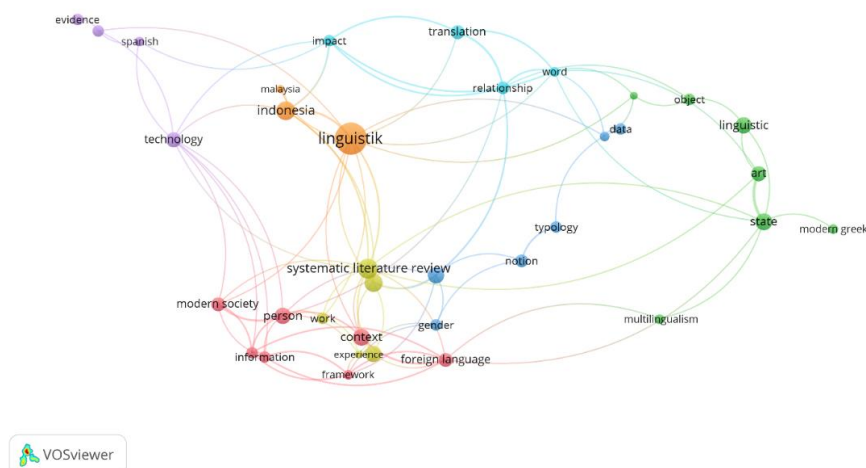 evidence
spanish
impact
translation
word
relationship
malaysia
indonesia
object
linguistic
technology
linguistik
data
art
typology
state
modern greek
systematic literature review
notion
modern society
person
work
gender
multilingualism
context
information
experience
foreign language
framework
VOSviewer